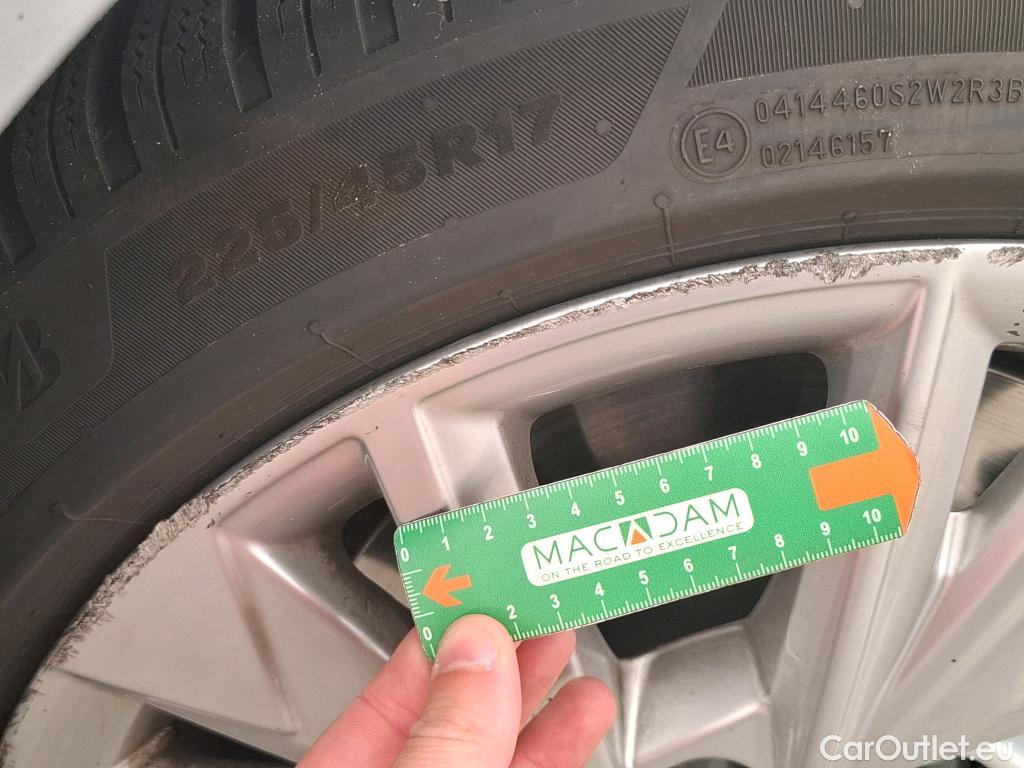 225/45R17
E4
0414460S2W2R3B
02146157
B
0 1 2 3 4 5 6 7 8 9 10
MACADAM
ON THE ROAD TO EXCELLENCE
0 2 3 4 5 6 7 8 9 10
CarOutlet.eu